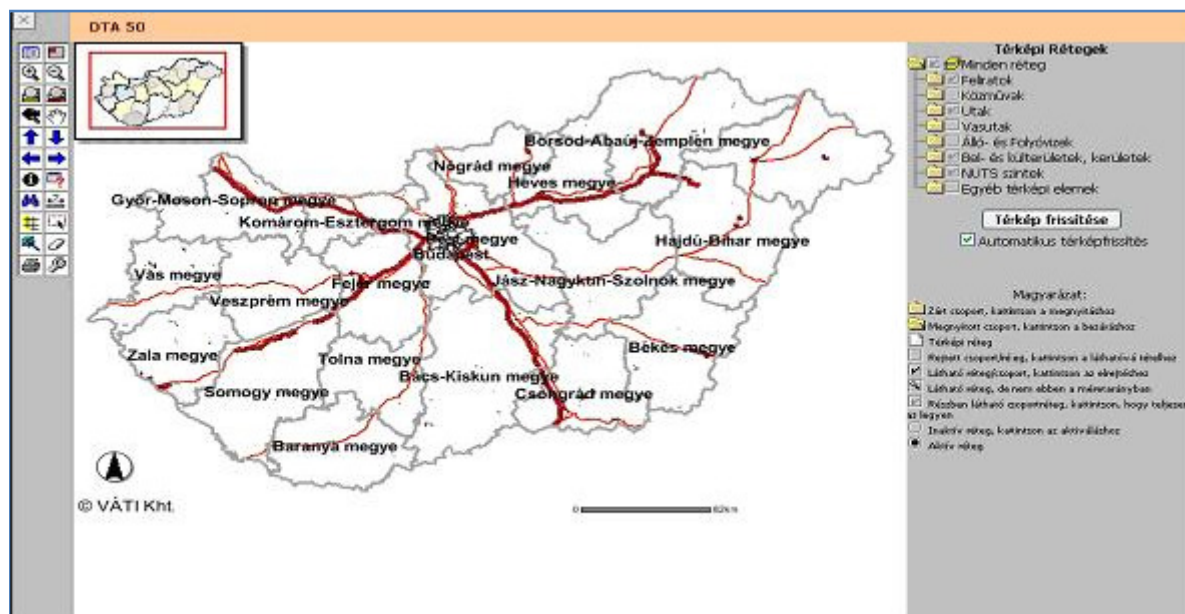 DTA 50
Térképi Rétegek
Minden réteg
Feliratok
Közművak
Utak
Vasutak
Álló- és Folyóvizek
Bel- és külterületek, kerületek
NUTS szintek
Egyéb térképi elemek
Térkép frissítése
Automatikus térképfrissítés
Magyarázat:
Zárt csoport, kattintson a megnyitáshoz
Megnyitott csoport, kattintson a bezáráshoz
Térképi réteg
Rejtett csoport/réteg, kattintson a láthatóvá tételhez
Látható réteg/csoport, kattintson az elrejtéshez
Látható réteg, de nem ebben a méretarányban
Részben látható csoport/réteg, kattintson, hogy teljesen
az legyen
Inaktív réteg, kattintson az aktiváláshoz
Aktív réteg
Borsod-Abaúj-Zemplén megye
Nógrád megye
Heves megye
Győr-Moson-Sopron megye
Komárom-Esztergom megye
Pest megye
Budapest
Hajdú-Bihar megye
Vas megye
Fejér megye
Jász-Nagykun-Szolnok megye
Veszprém megye
Zala megye
Tolna megye
Békés megye
Bács-Kiskun megye
Somogy megye
Csongrád megye
Baranya megye
© VÁTI Kht.
0 62km